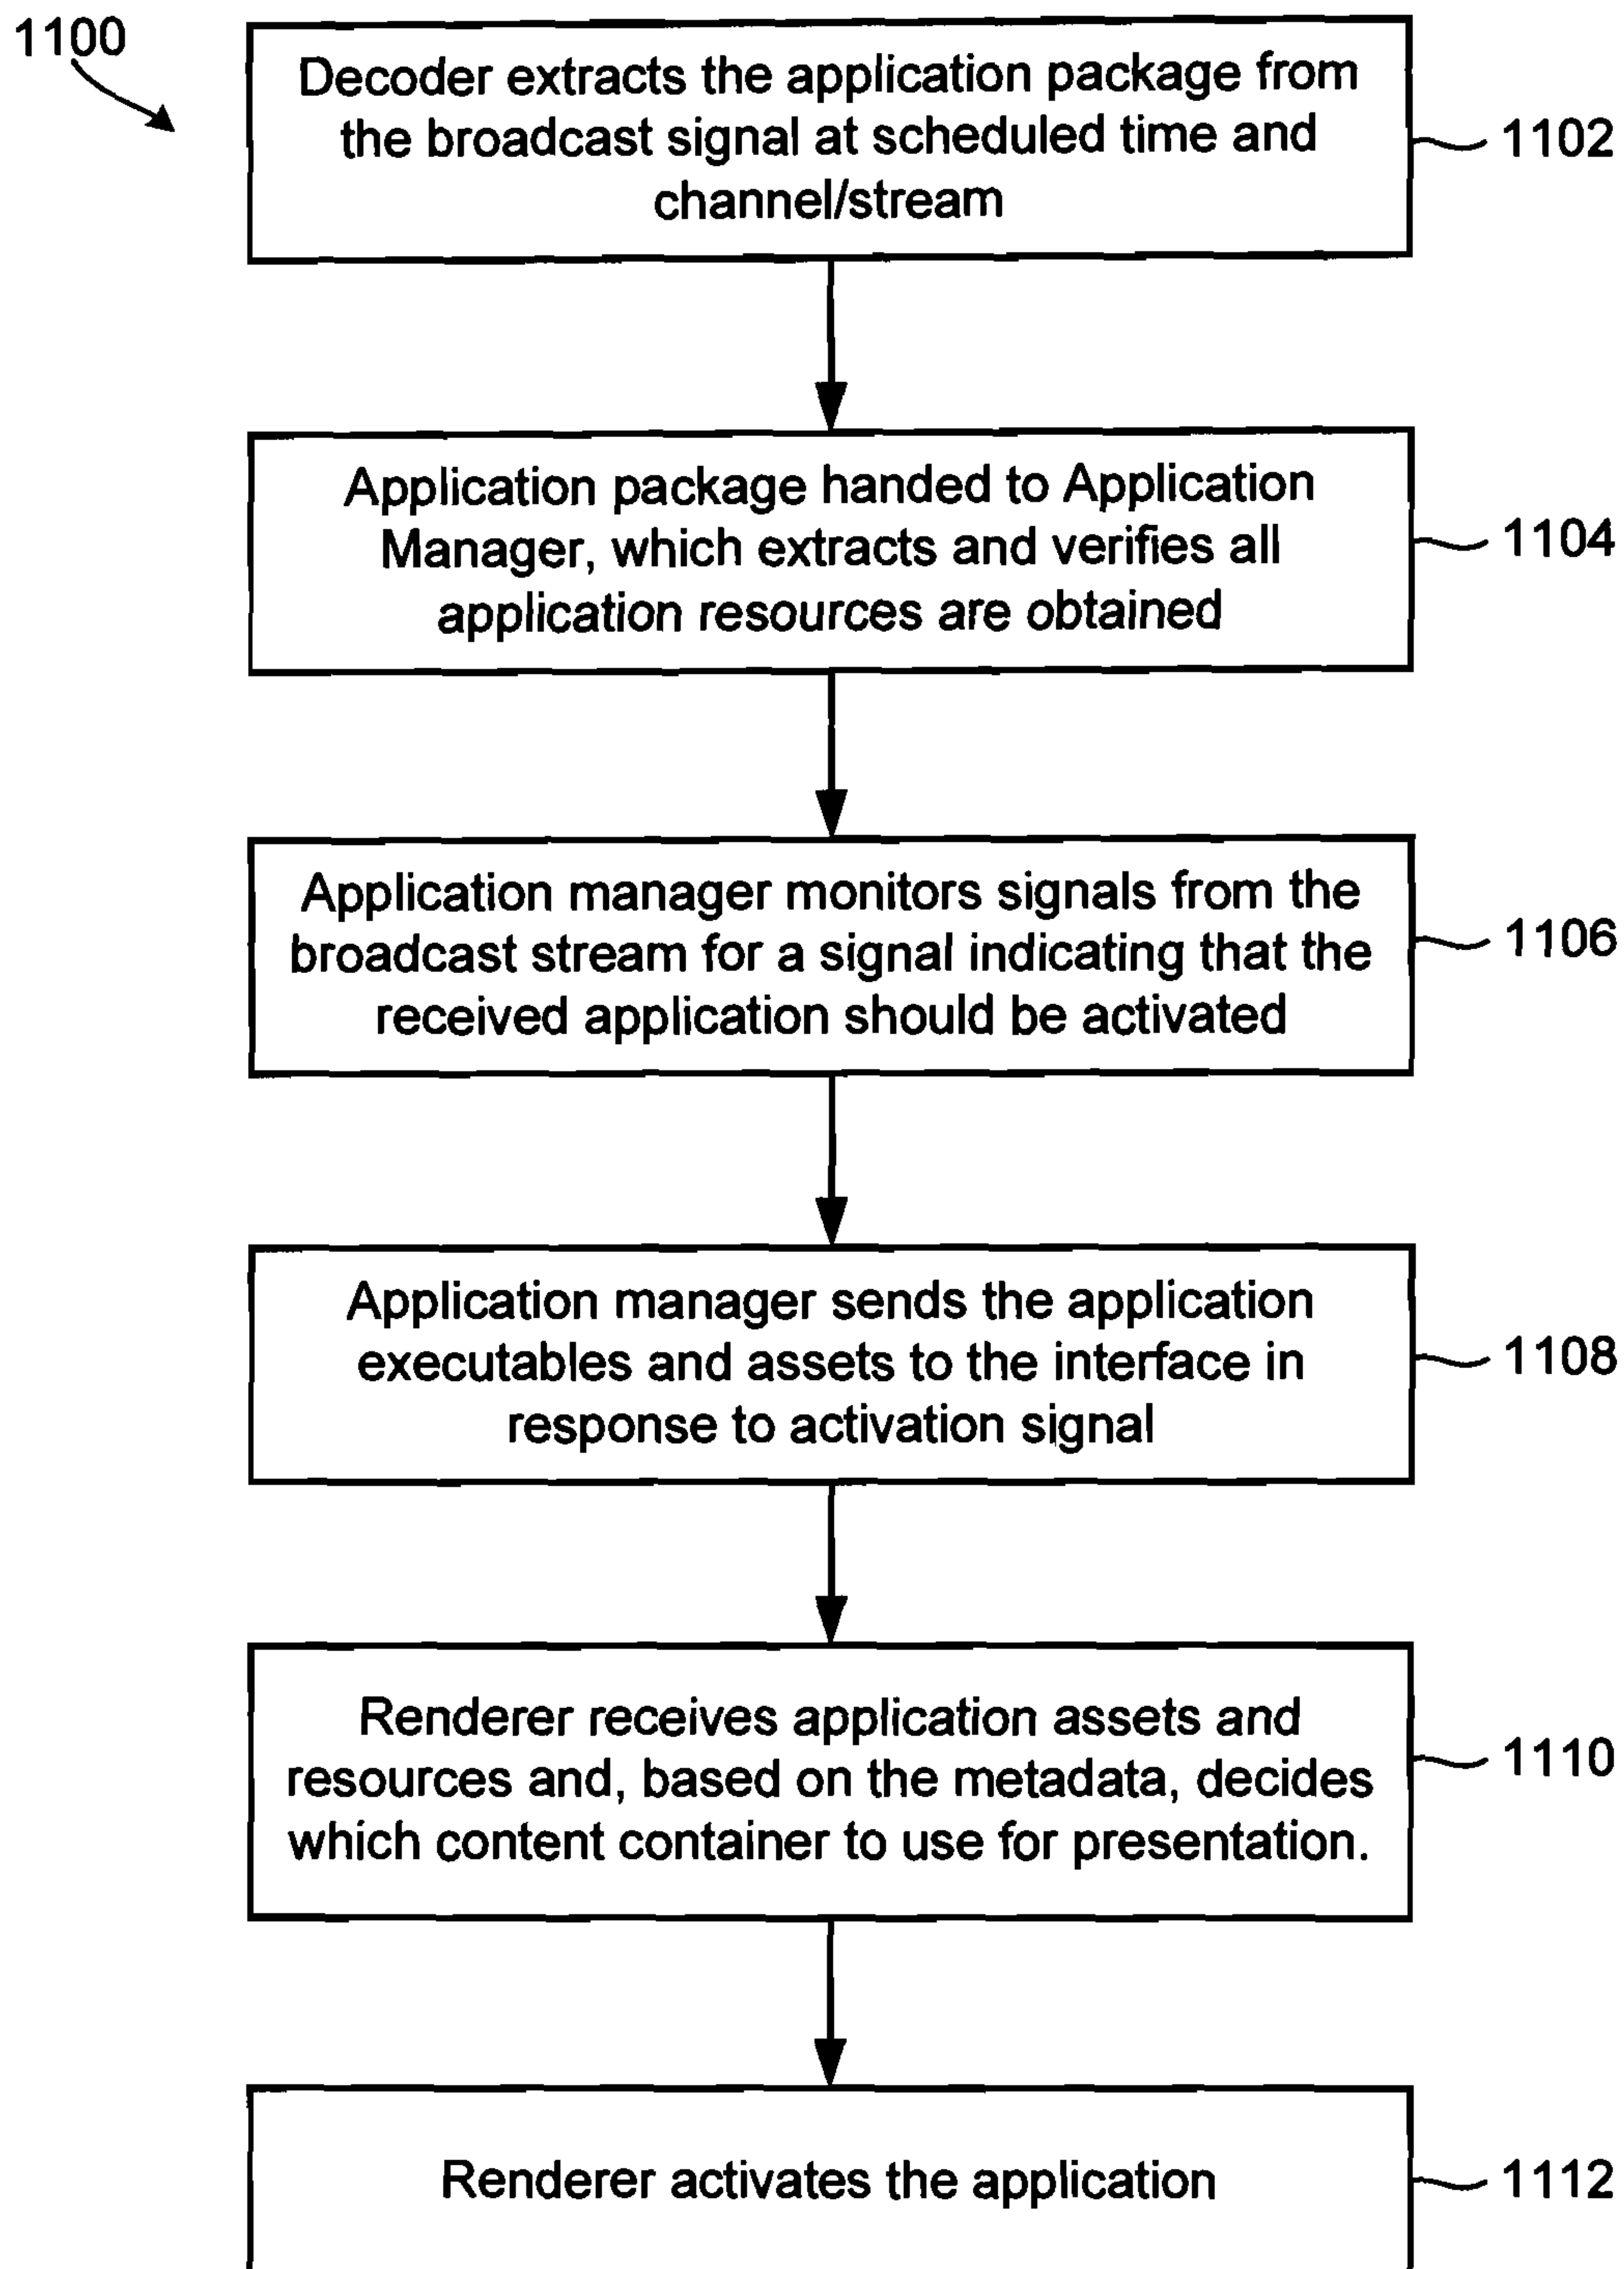 1100
Decoder extracts the application package from
the broadcast signal at scheduled time and
channel/stream
1102
Application package handed to Application
Manager, which extracts and verifies all
application resources are obtained
1104
Application manager monitors signals from the
broadcast stream for a signal indicating that the
received application should be activated
1106
Application manager sends the application
executables and assets to the interface in
response to activation signal
1108
Renderer receives application assets and
resources and, based on the metadata, decides
which content container to use for presentation.
1110
Renderer activates the application
1112